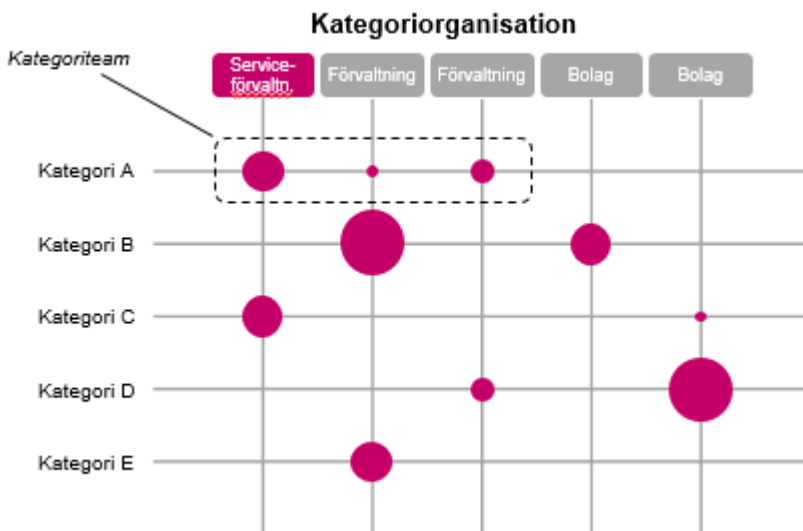 Kategoriorganisation
Kategoriteam
Service-
förvaltn.
Förvaltning
Förvaltning
Bolag
Bolag
Kategori A
Kategori B
Kategori C
Kategori D
Kategori E